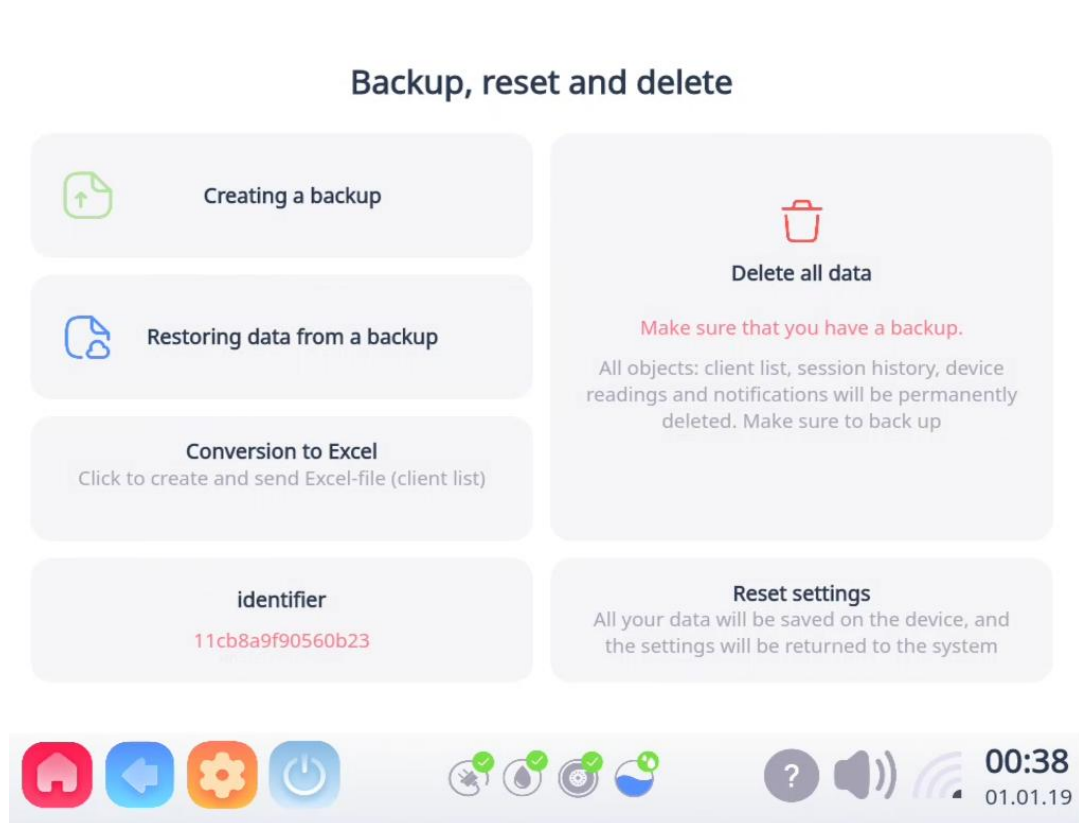 Backup, reset and delete
Creating a backup
Restoring data from a backup
Conversion to Excel
Click to create and send Excel-file (client list)
identifier
11cb8a9f90560b23
Delete all data
Make sure that you have a backup.
All objects: client list, session history, device
readings and notifications will be permanently
deleted. Make sure to back up
Reset settings
All your data will be saved on the device, and
the settings will be returned to the system
?
00:38
01.01.19